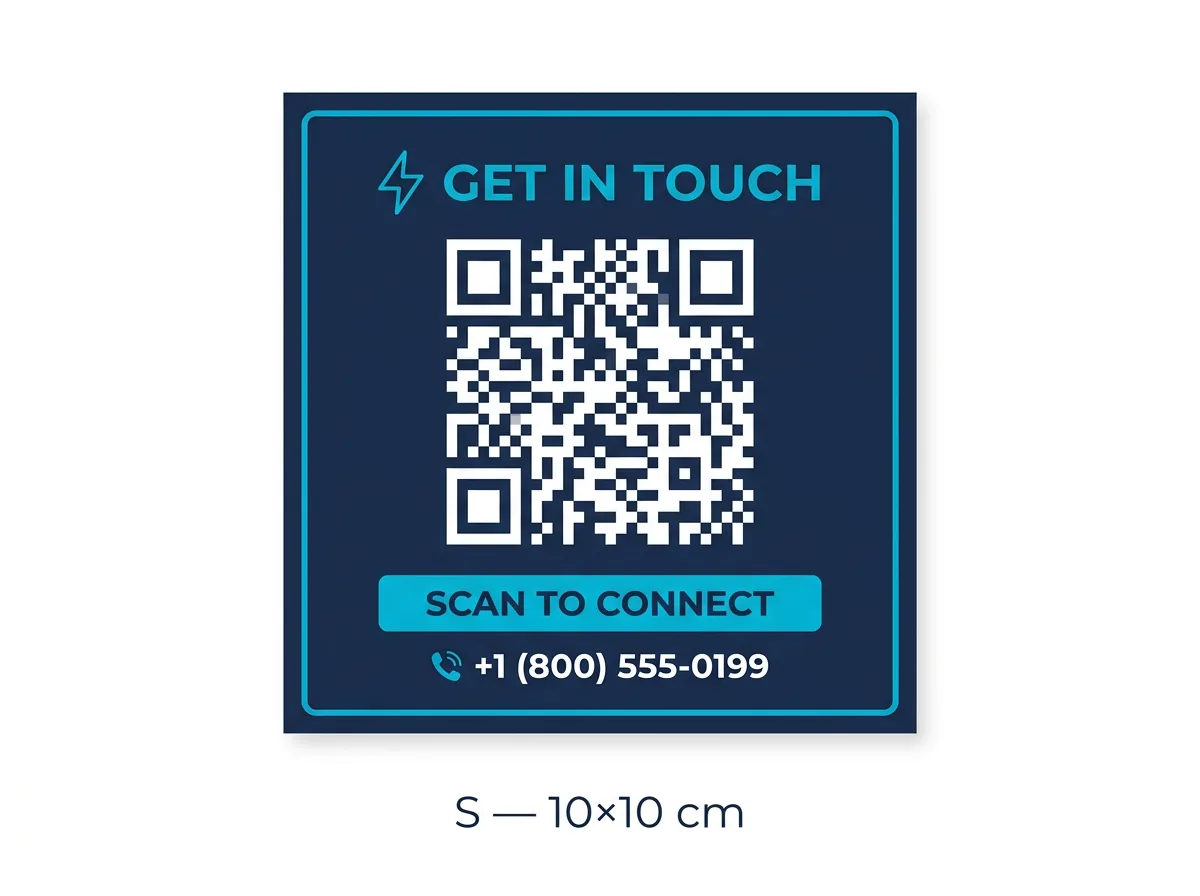 GET IN TOUCH
SCAN TO CONNECT
+1 (800) 555-0199
S — 10×10 cm